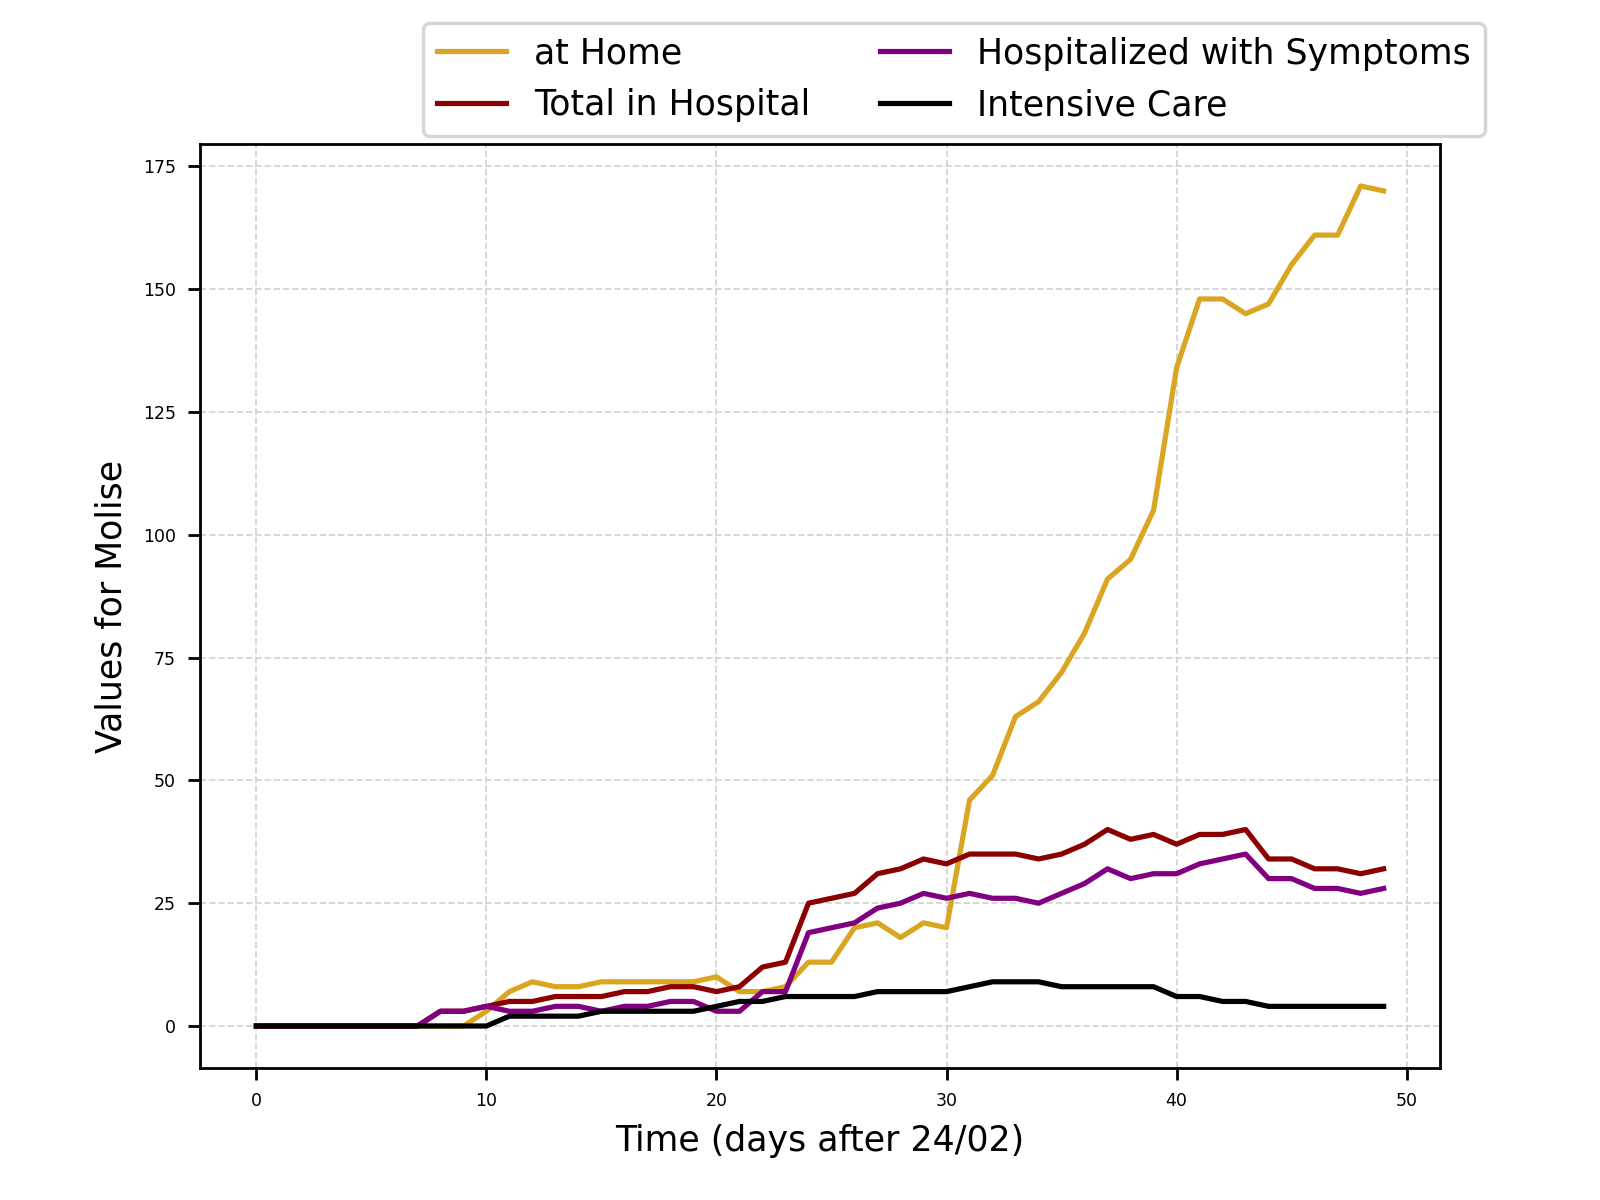 at Home
Total in Hospital
Hospitalized with Symptoms
Intensive Care
Values for Molise
175
150
125
100
75
50
25
0
0 10 20 30 40 50
Time (days after 24/02)